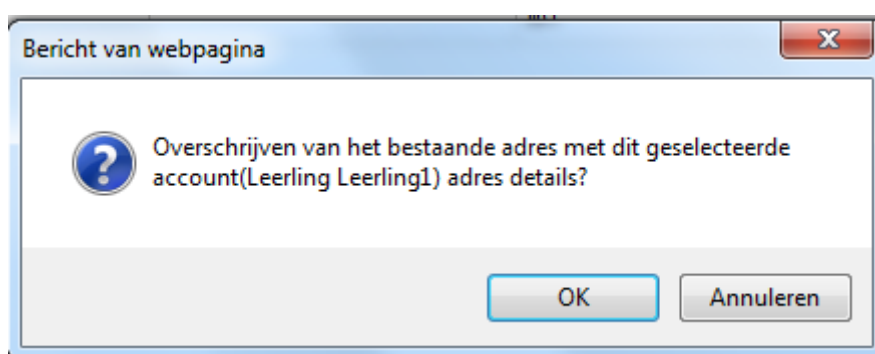 Bericht van webpagina
Overschrijven van het bestaande adres met dit geselecteerde
account(Leerling Leerling1) adres details?
OK
Annuleren